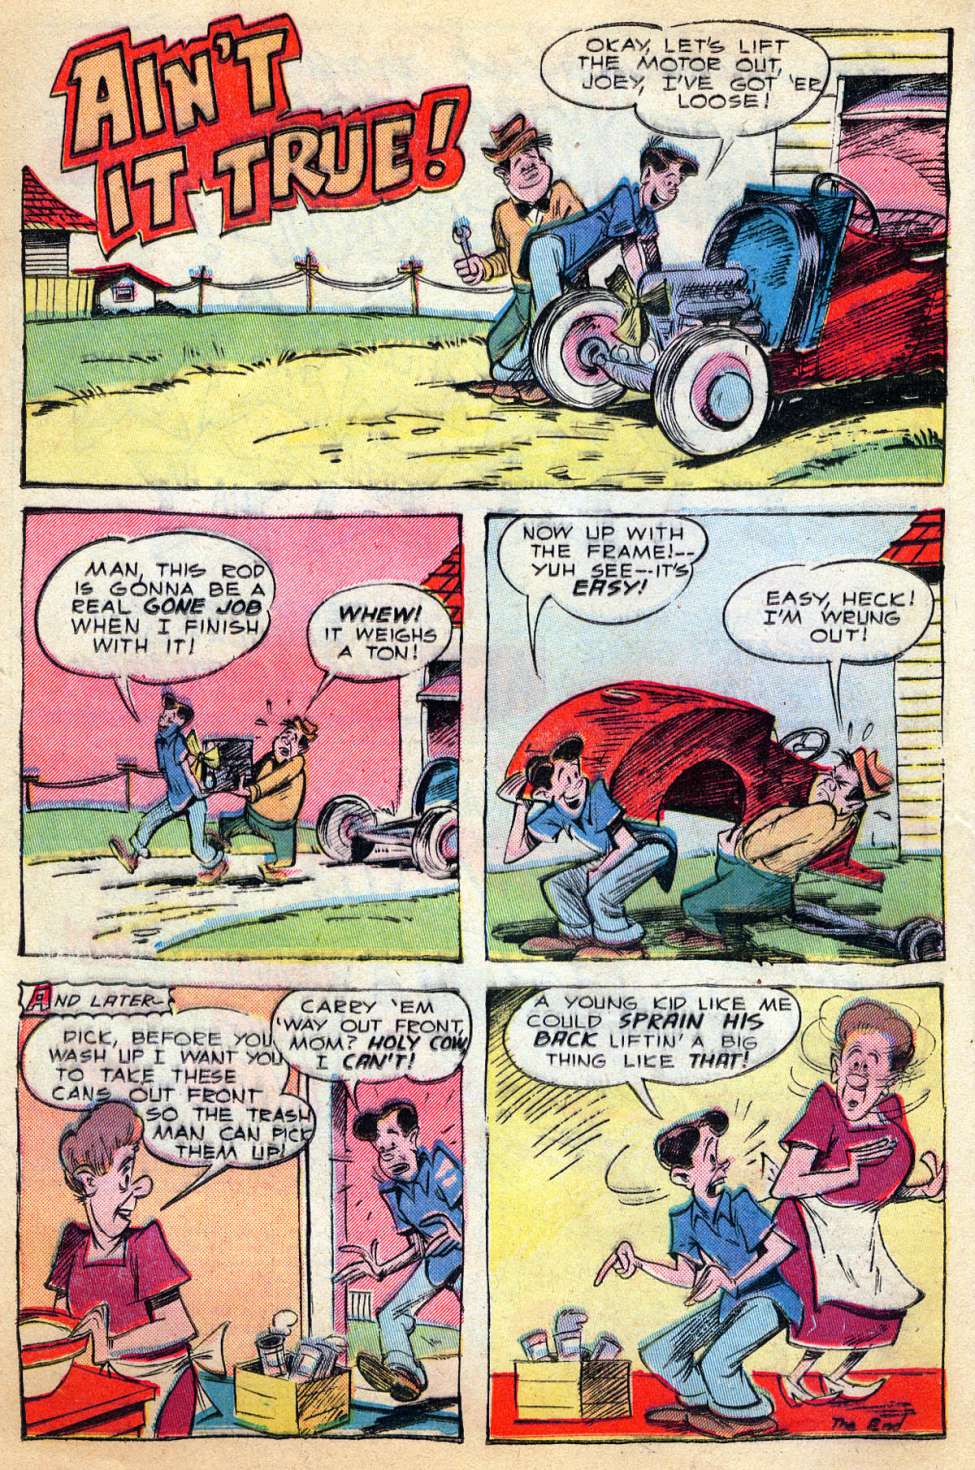 AIN'T
IT TRUE!
OKAY, LET'S LIFT
THE MOTOR OUT,
JOEY, I'VE GOT 'ER
LOOSE!
MAN, THIS ROD
IS GONNA BE A
REAL GONE JOB
WHEN I FINISH
WITH IT!
WHEW!
IT WEIGHS
A TON!
NOW UP WITH
THE FRAME!--
YUH SEE--IT'S
EASY!
EASY, HECK!
I'M WRUNG
OUT!
AND LATER-
DICK, BEFORE YOU
WASH UP I WANT YOU
TO TAKE THESE
CANS OUT FRONT
SO THE TRASH
MAN CAN PICK
THEM UP!
CARRY 'EM
'WAY OUT FRONT,
MOM? HOLY COW,
I CAN'T!
A YOUNG KID LIKE ME
COULD SPRAIN HIS
BACK LIFTIN' A BIG
THING LIKE THAT!
The End